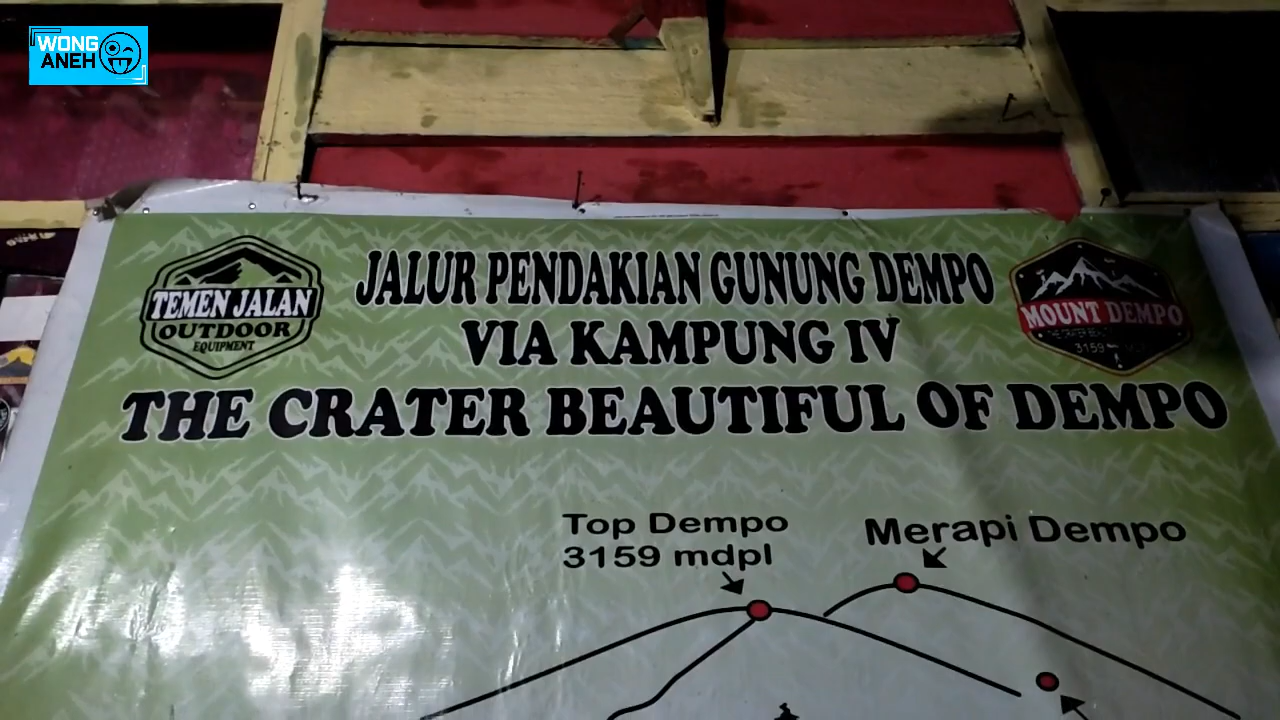 WONG
ANEH
TEMEN JALAN
OUTDOOR
EQUIPMENT
JALUR PENDAKIAN GUNUNG DEMPO
VIA KAMPUNG IV
THE CRATER BEAUTIFUL OF DEMPO
MOUNT DEMPO
3159
Top Dempo
3159 mdpl
Merapi Dempo